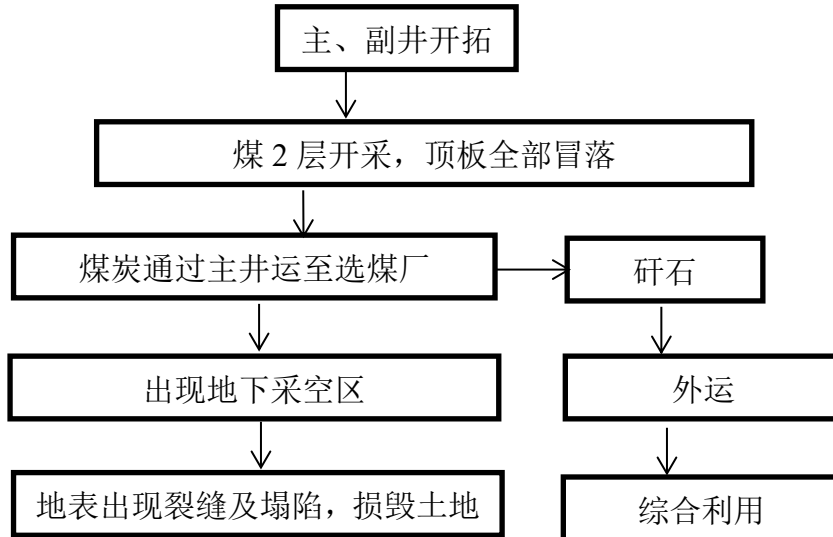 主、副井开拓
煤 2 层开采，顶板全部冒落
煤炭通过主井运至选煤厂
矸石
出现地下采空区
外运
地表出现裂缝及塌陷，损毁土地
综合利用